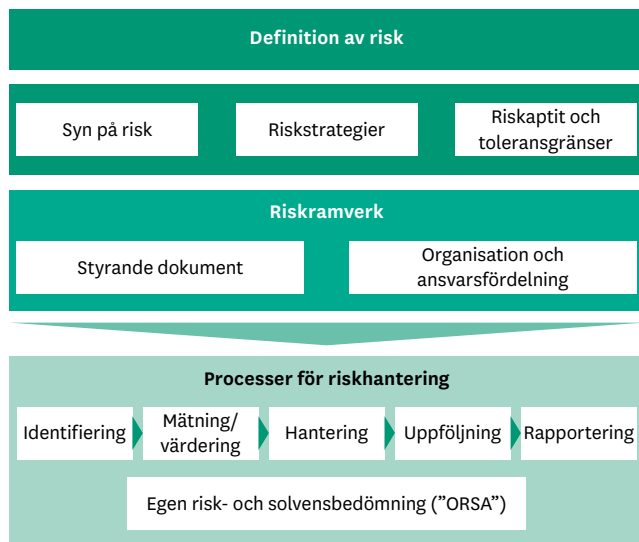 Definition av risk
Syn på risk
Riskstrategier
Riskaptit och
toleransgränser
Riskramverk
Styrande dokument
Organisation och
ansvarsfördelning
Processer för riskhantering
Identifiering
Mätning/
värdering
Hantering
Uppföljning
Rapportering
Egen risk- och solvensbedömning (”ORSA”)